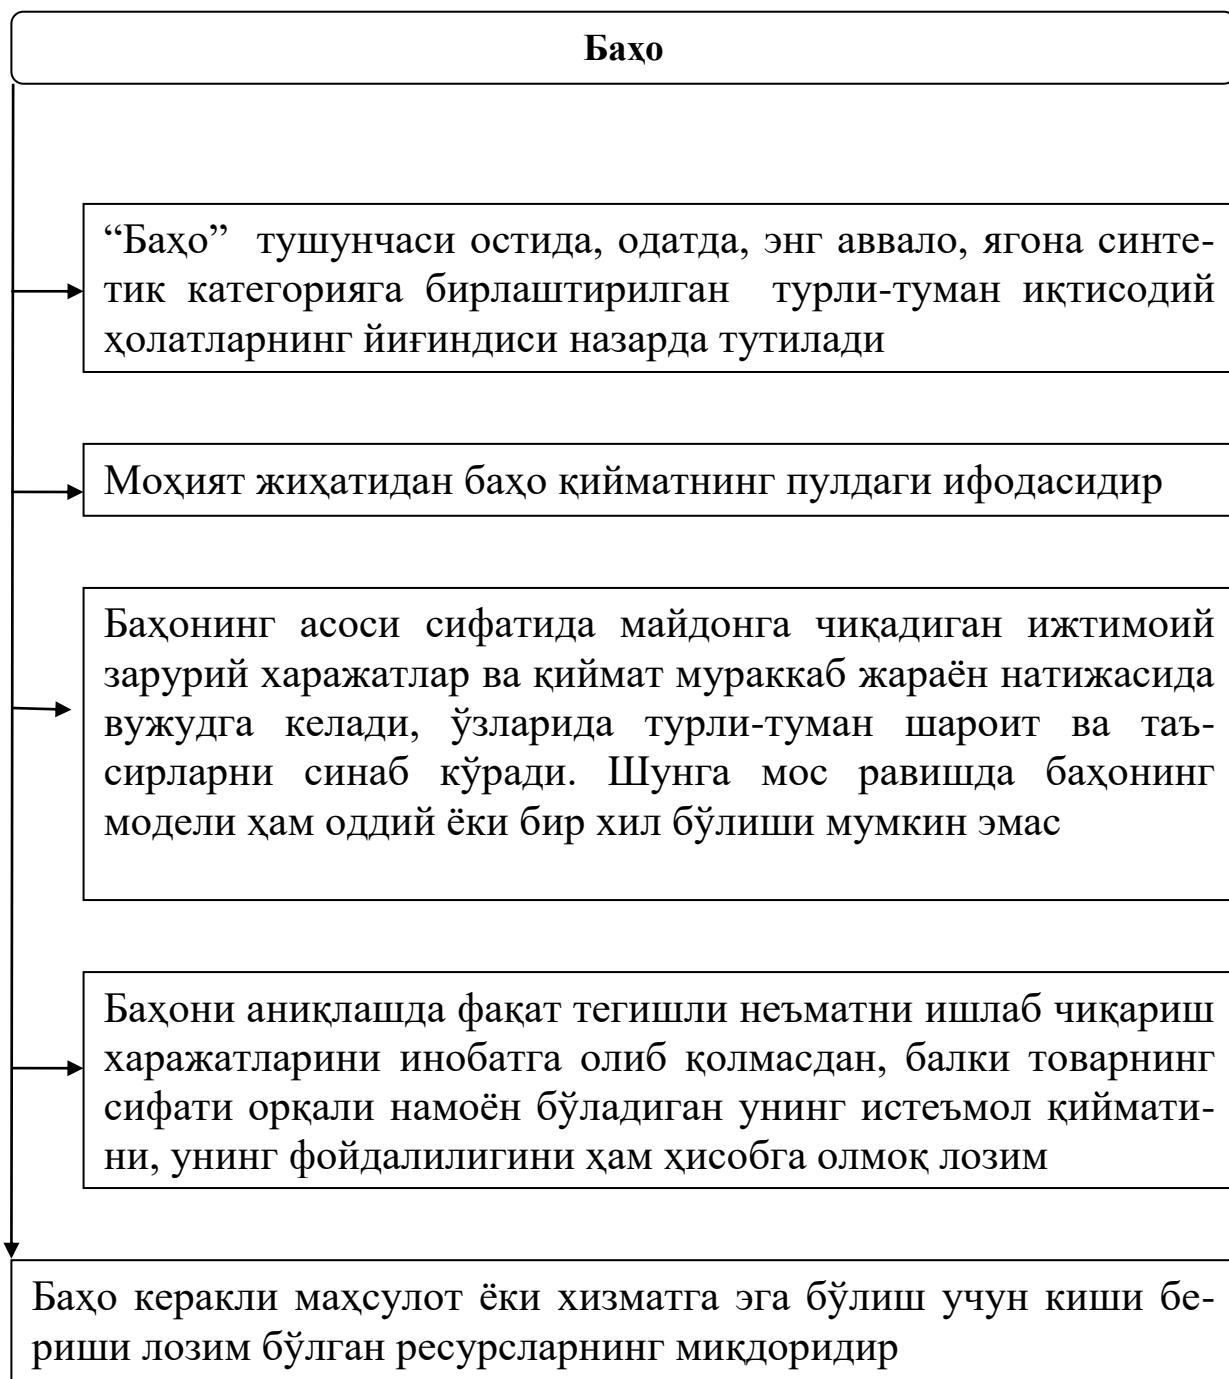 Баҳо
“Баҳо” тушунчаси остида, одатда, энг аввало, ягона синте-
тик категорияга бирлаштирилган турли-туман иқтисодий
ҳолатларнинг йиғиндиси назарда тутилади
Моҳият жиҳатидан баҳо қийматнинг пулдаги ифодасидир
Баҳонинг асоси сифатида майдонга чиқадиган ижтимоий
зарурий харажатлар ва қиймат мураккаб жараён натижасида
вужудга келади, ўзларида турли-туман шароит ва таъ-
сирларни синаб кўради. Шунга мос равишда баҳонинг
модели ҳам оддий ёки бир хил бўлиши мумкин эмас
Баҳони аниқлашда фақат тегишли неъматни ишлаб чиқариш
харажатларини инобатга олиб қолмасдан, балки товарнинг
сифати орқали намоён бўладиган унинг истеъмол қиймати-
ни, унинг фойдалилигини ҳам ҳисобга олмоқ лозим
Баҳо керакли маҳсулот ёки хизматга эга бўлиш учун киши бе-
риши лозим бўлган ресурсларнинг миқдоридир